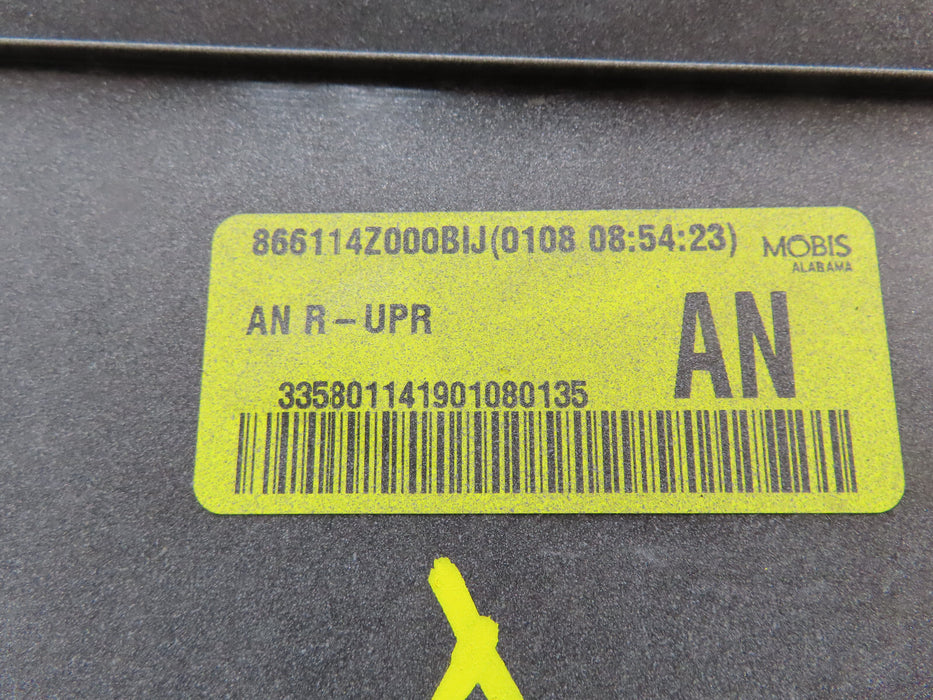 866114Z000BIJ(0108 08:54:23)
MOBIS
ALABAMA
AN R-UPR
AN
335801141901080135